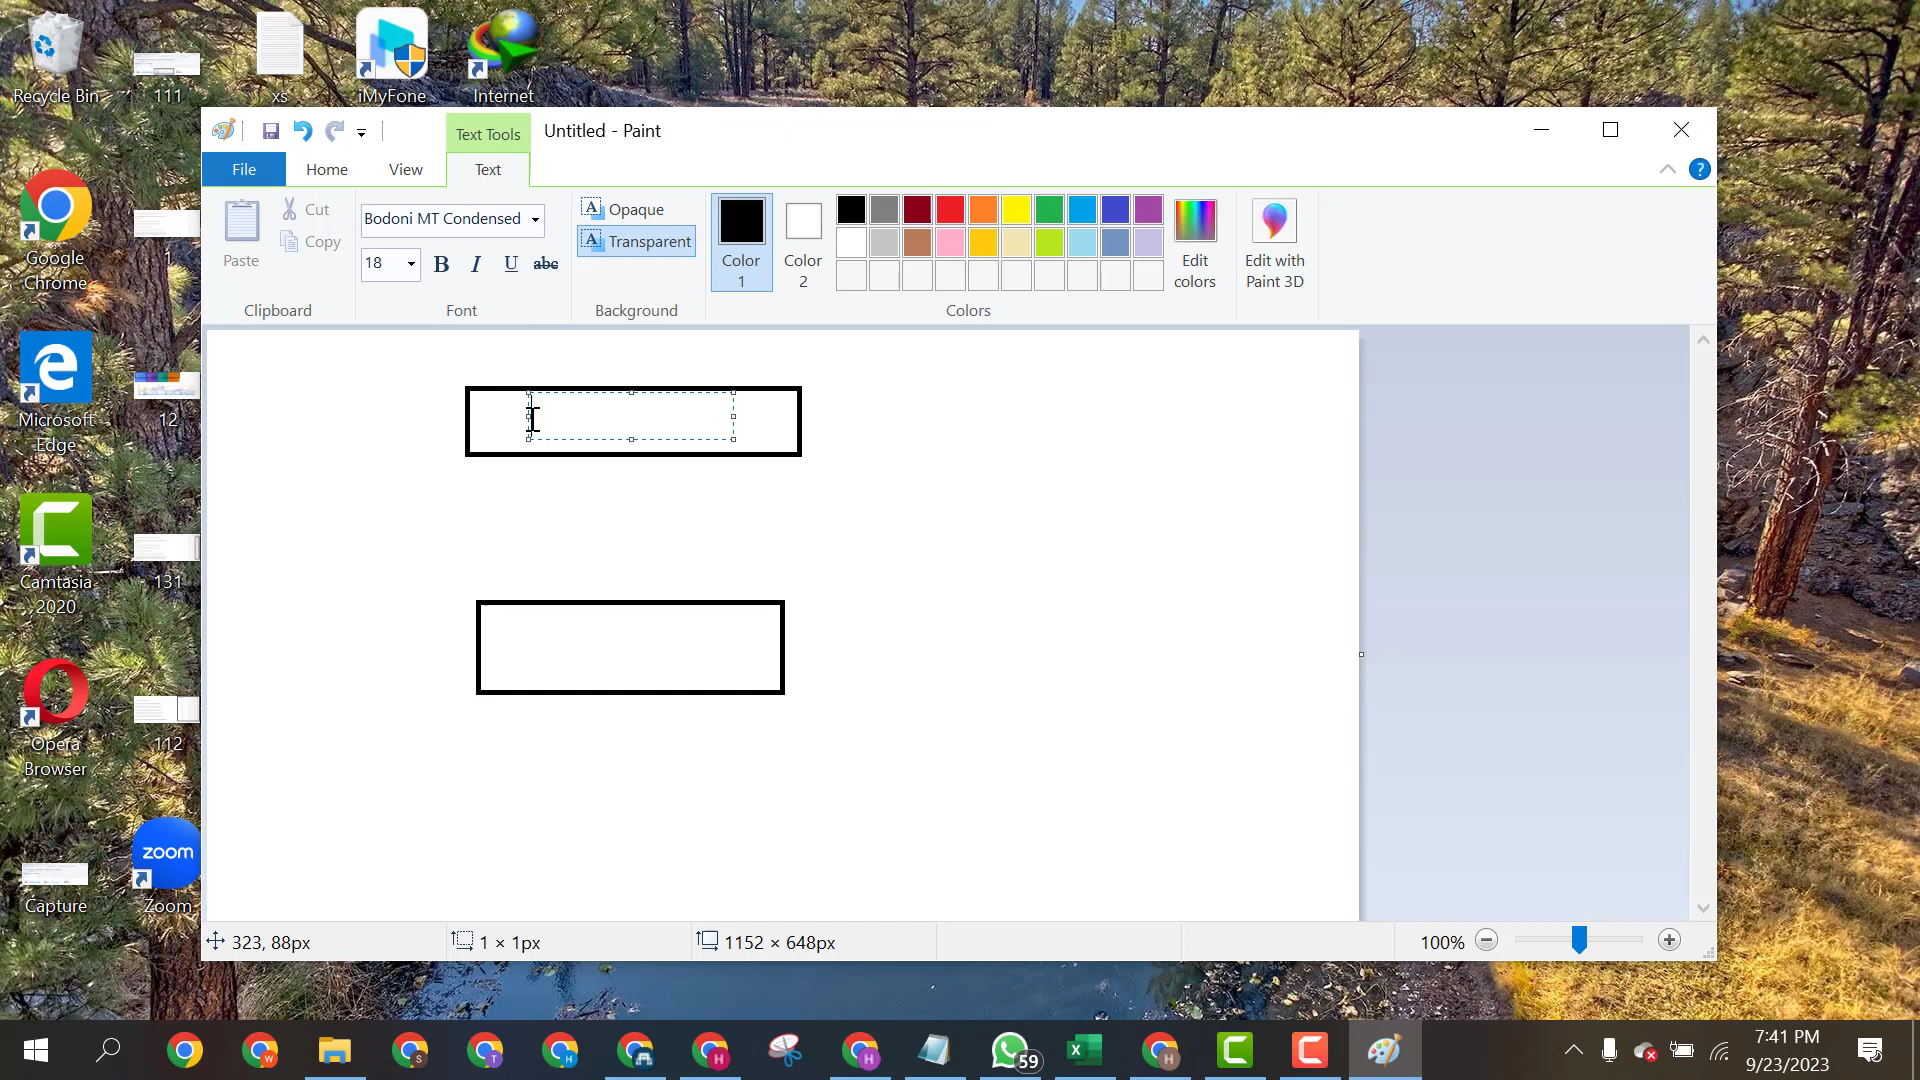 Recycle Bin
111
xs
iMyFone
Internet
Text Tools
Untitled - Paint
File
Home
View
Text
?
Google
Chrome
1
Paste
Cut
Copy
Clipboard
Bodoni MT Condensed
18
B
I
U
abc
Font
Opaque
Transparent
Background
Color
1
Color
2
Colors
Edit
colors
Edit with
Paint 3D
Microsoft
Edge
12
Camtasia
2020
131
Opera
Browser
112
Capture
zoom
Zoom
323, 88px
1 × 1px
1152 × 648px
100%
59
7:41 PM
9/23/2023